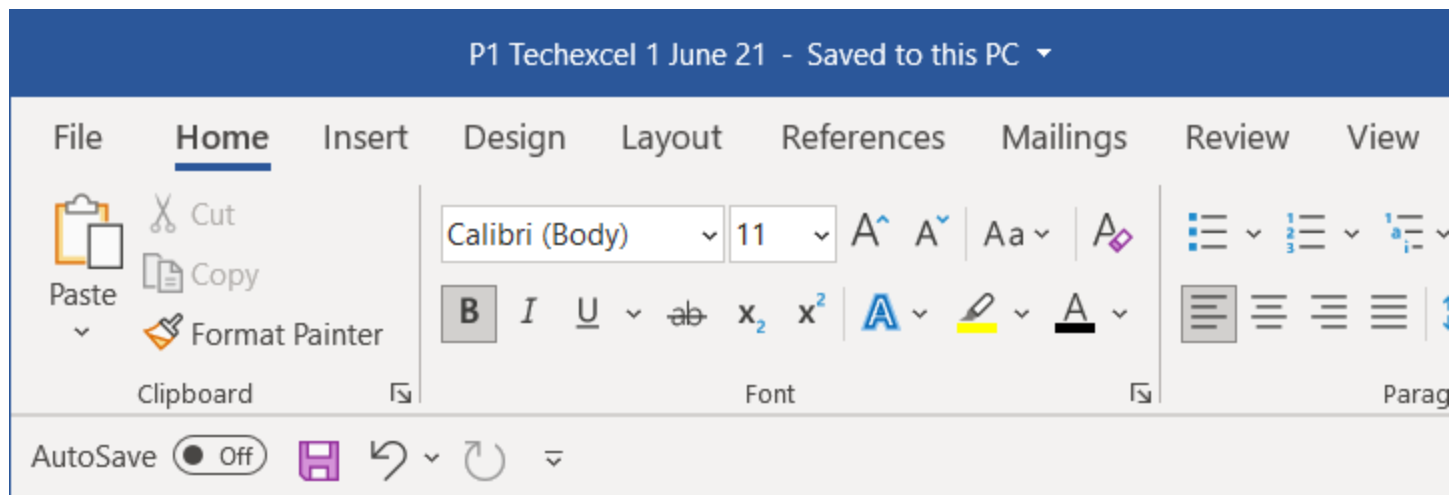 P1 Techexcel 1 June 21 - Saved to this PC
File Home Insert Design Layout References Mailings Review View
Cut
Copy
Paste
Format Painter
Calibri (Body) 11 A A Aa A
B I U ab x2 x2 A A
Clipboard Font Parag
AutoSave Off